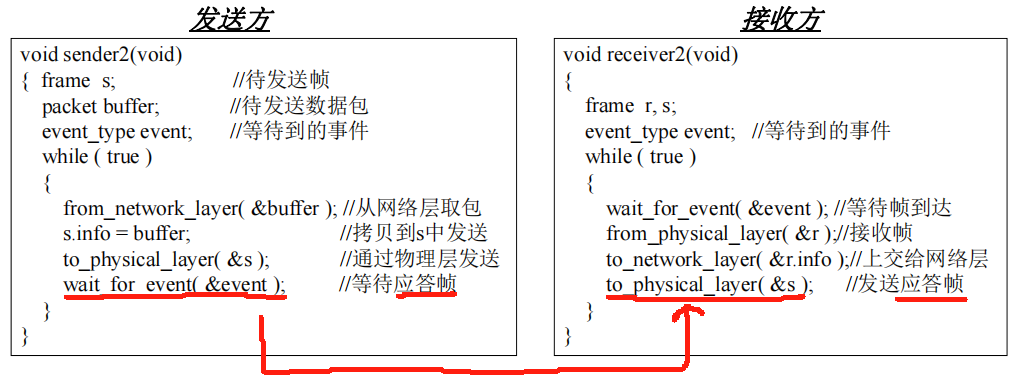 发送方
void sender2(void)
{ frame s; //待发送帧
packet buffer; //待发送数据包
event_type event; //等待到的事件
while ( true )
{
from_network_layer( &buffer ); //从网络层取包
s.info = buffer; //拷贝到s中发送
to_physical_layer( &s ); //通过物理层发送
wait_for_event( &event ); //等待应答帧
}
}
接收方
void receiver2(void)
{
frame r, s;
event_type event; //等待到的事件
while ( true )
{
wait_for_event( &event ); //等待帧到达
from_physical_layer( &r ); //接收帧
to_network_layer( &r.info ); //上交给网络层
to_physical_layer( &s ); //发送应答帧
}
}